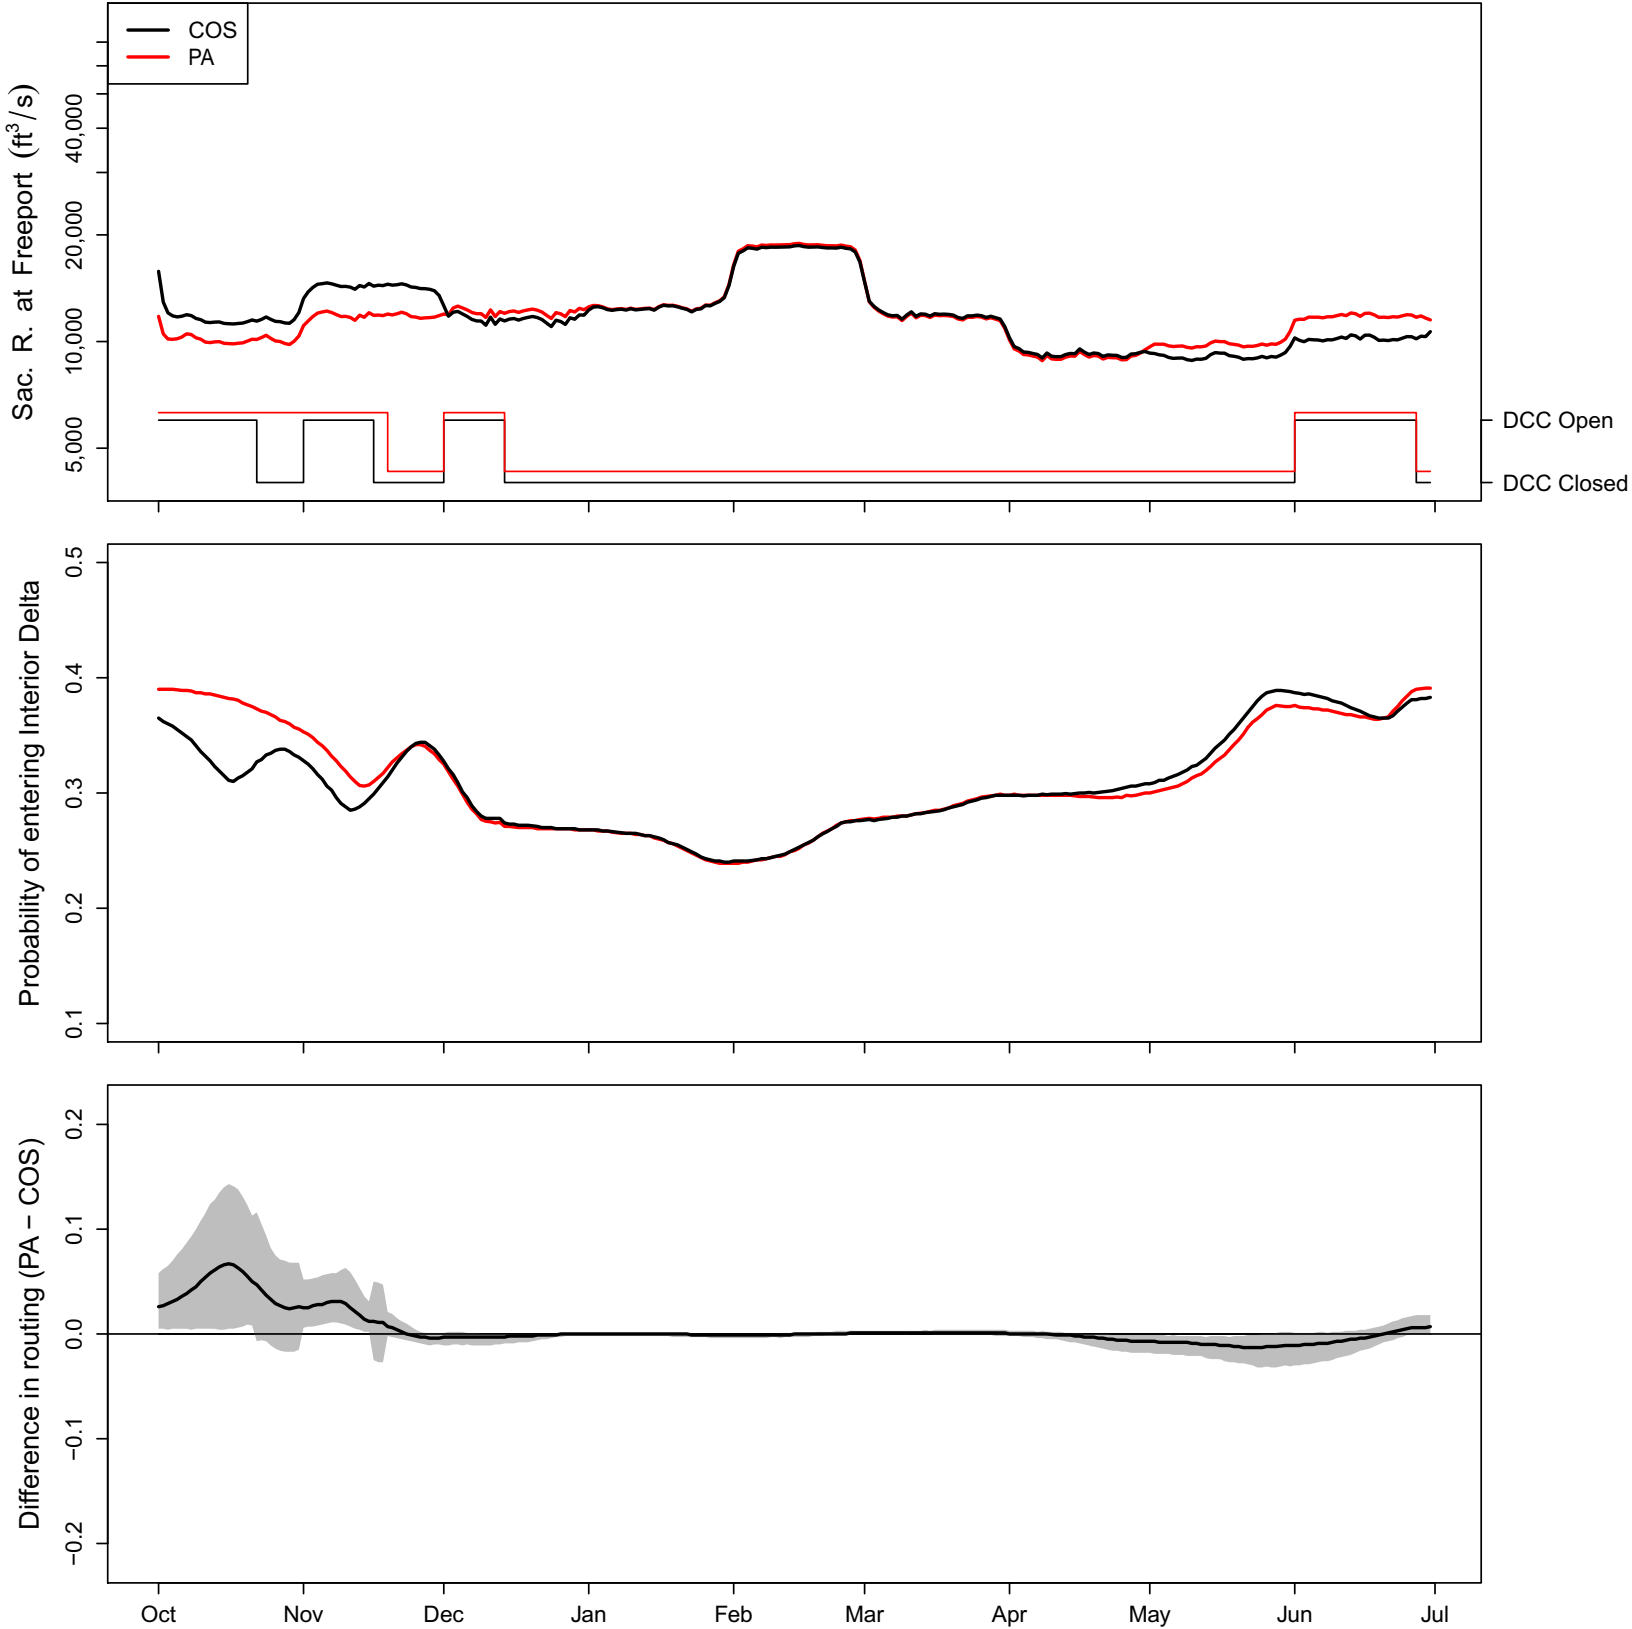 COS
PA
Sac. R. at Freeport (ft³/s)
40,000
20,000
10,000
5,000
DCC Open
DCC Closed
Probability of entering Interior Delta
0.5
0.4
0.3
0.2
0.1
Difference in routing (PA − COS)
0.2
0.1
0.0
−0.1
−0.2
Oct Nov Dec Jan Feb Mar Apr May Jun Jul